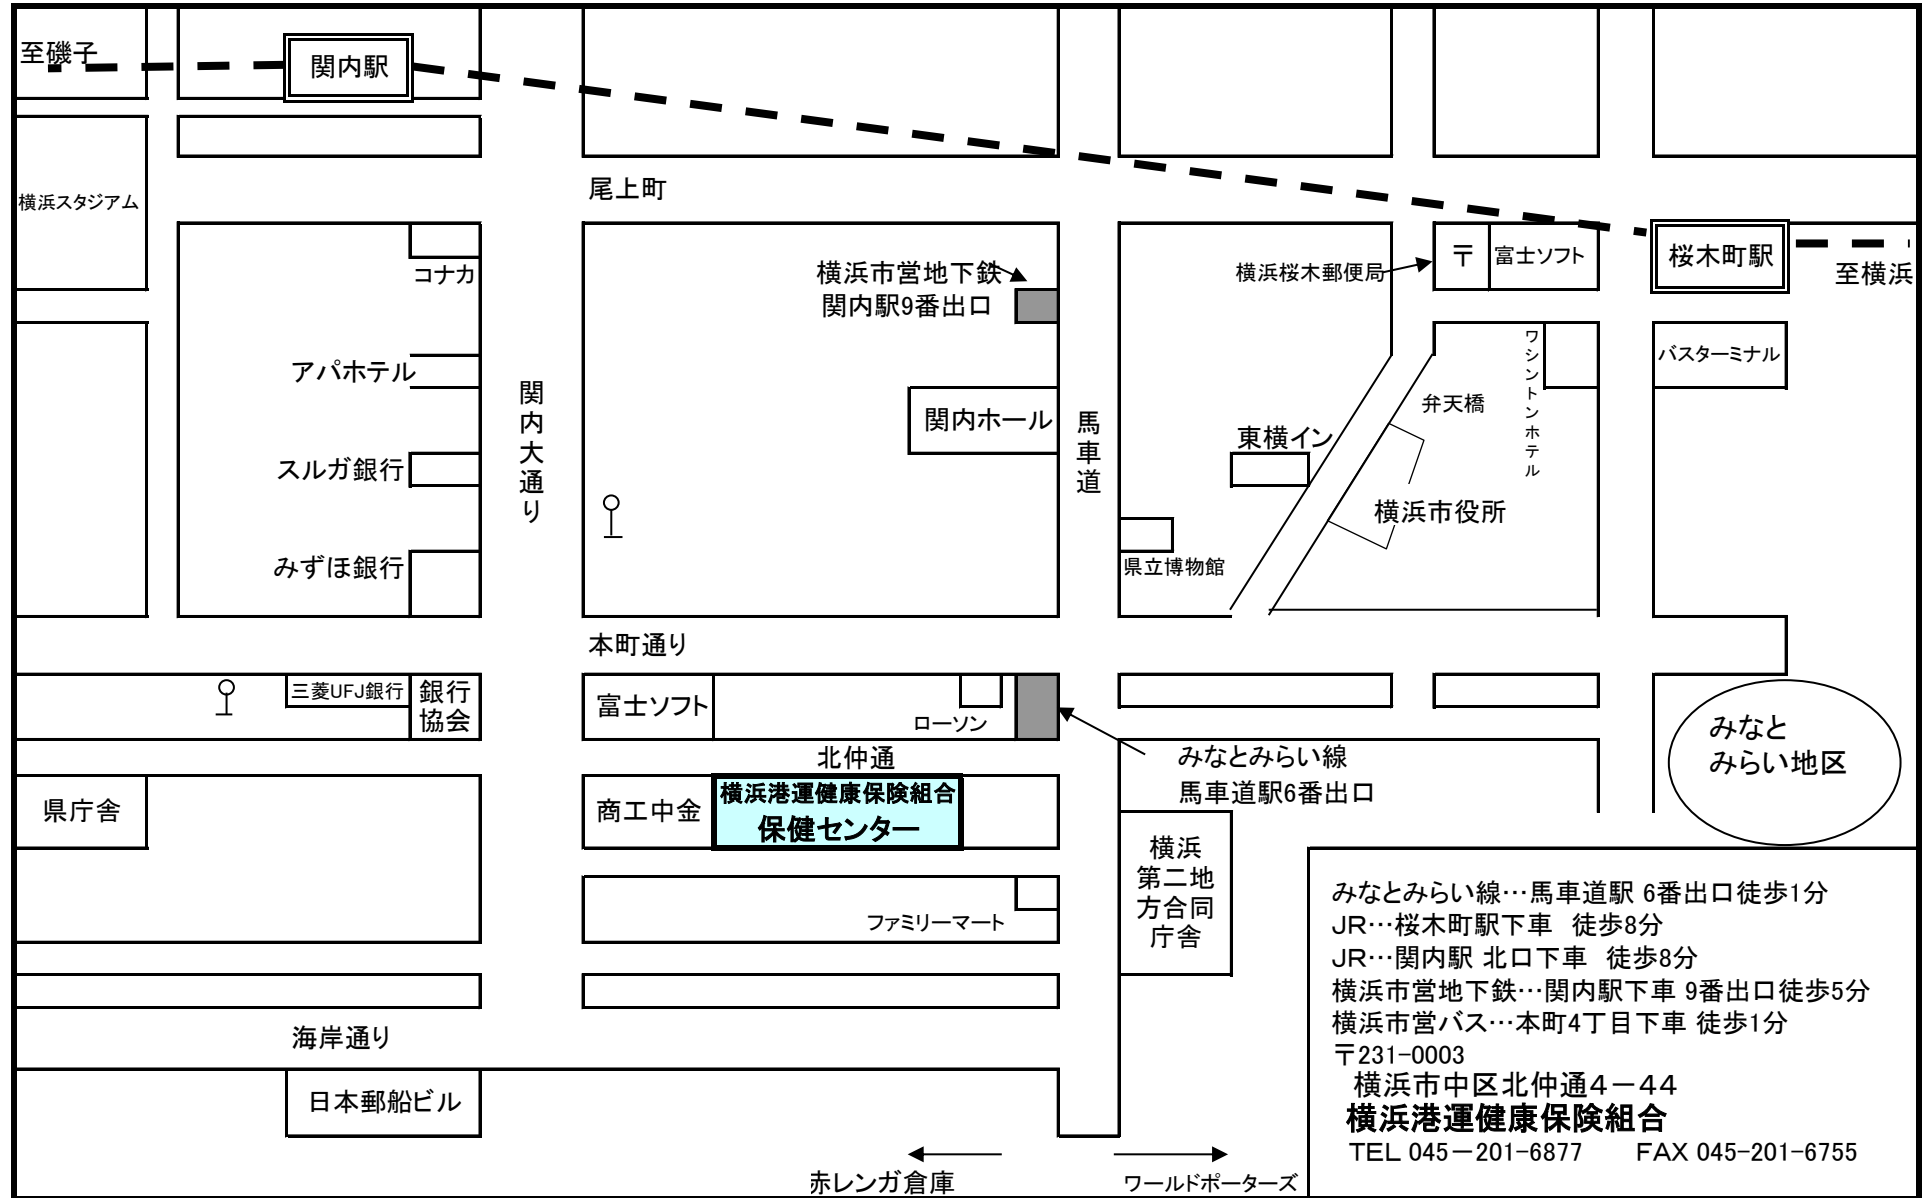 至磯子
関内駅
横浜スタジアム
尾上町
コナカ
横浜市営地下鉄
関内駅9番出口
横浜桜木郵便局
〒
富士ソフト
桜木町駅
至横浜
アパホテル
関内大通り
関内ホール
馬車道
東横イン
弁天橋
ワシントンホテル
バスターミナル
スルガ銀行
横浜市役所
みずほ銀行
県立博物館
本町通り
三菱UFJ銀行
銀行
協会
富士ソフト
ローソン
北仲通
みなとみらい線
馬車道駅6番出口
みなと
みらい地区
県庁舎
商工中金
横浜港運健康保険組合
保健センター
横浜
第二地
方合同
庁舎
ファミリーマート
海岸通り
日本郵船ビル
赤レンガ倉庫
ワールドポーターズ
みなとみらい線…馬車道駅 6番出口徒歩1分
JR…桜木町駅下車 徒歩8分
JR…関内駅 北口下車 徒歩8分
横浜市営地下鉄…関内駅下車 9番出口徒歩5分
横浜市営バス…本町4丁目下車 徒歩1分
〒231-0003
横浜市中区北仲通4－44
横浜港運健康保険組合
TEL 045－201-6877 FAX 045-201-6755